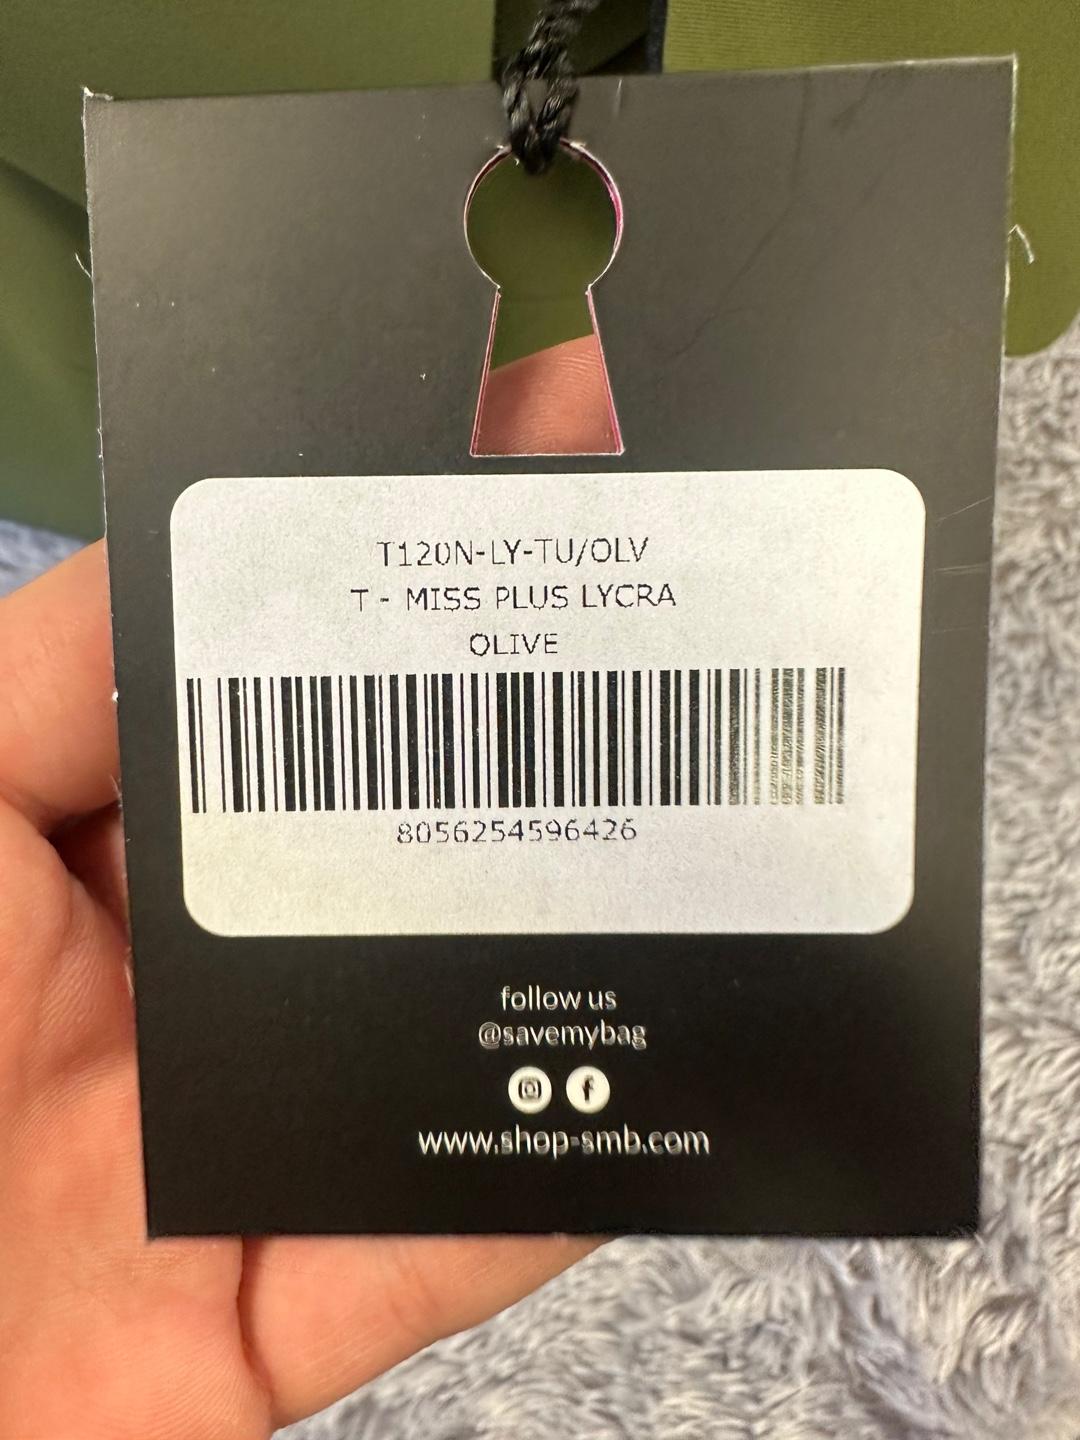 T120N-LY-TU/OLV
T - MISS PLUS LYCRA
OLIVE
8056254596426
follow us
@savemybag
www.shop-smb.com